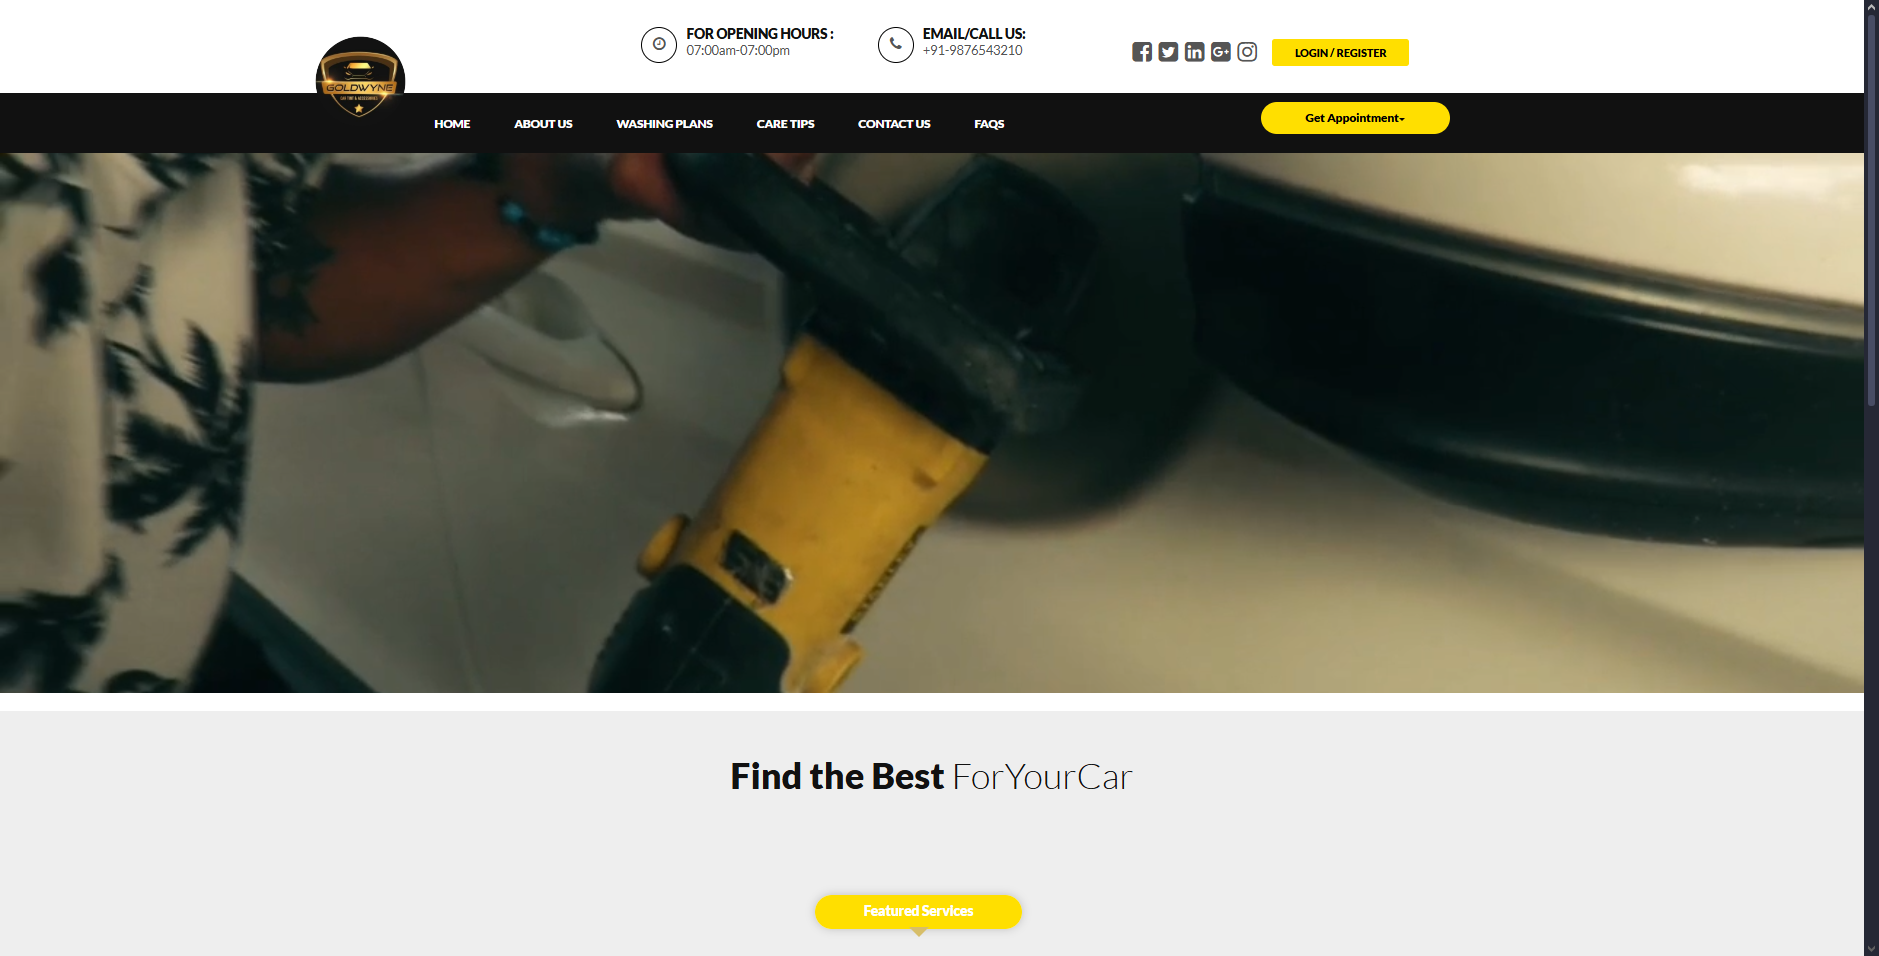 FOR OPENING HOURS :
07:00am-07:00pm
EMAIL/CALL US:
+91-9876543210
LOGIN / REGISTER
GOLDWYNE
HOME
ABOUT US
WASHING PLANS
CARE TIPS
CONTACT US
FAQS
Get Appointment
Find the Best ForYourCar
Featured Services